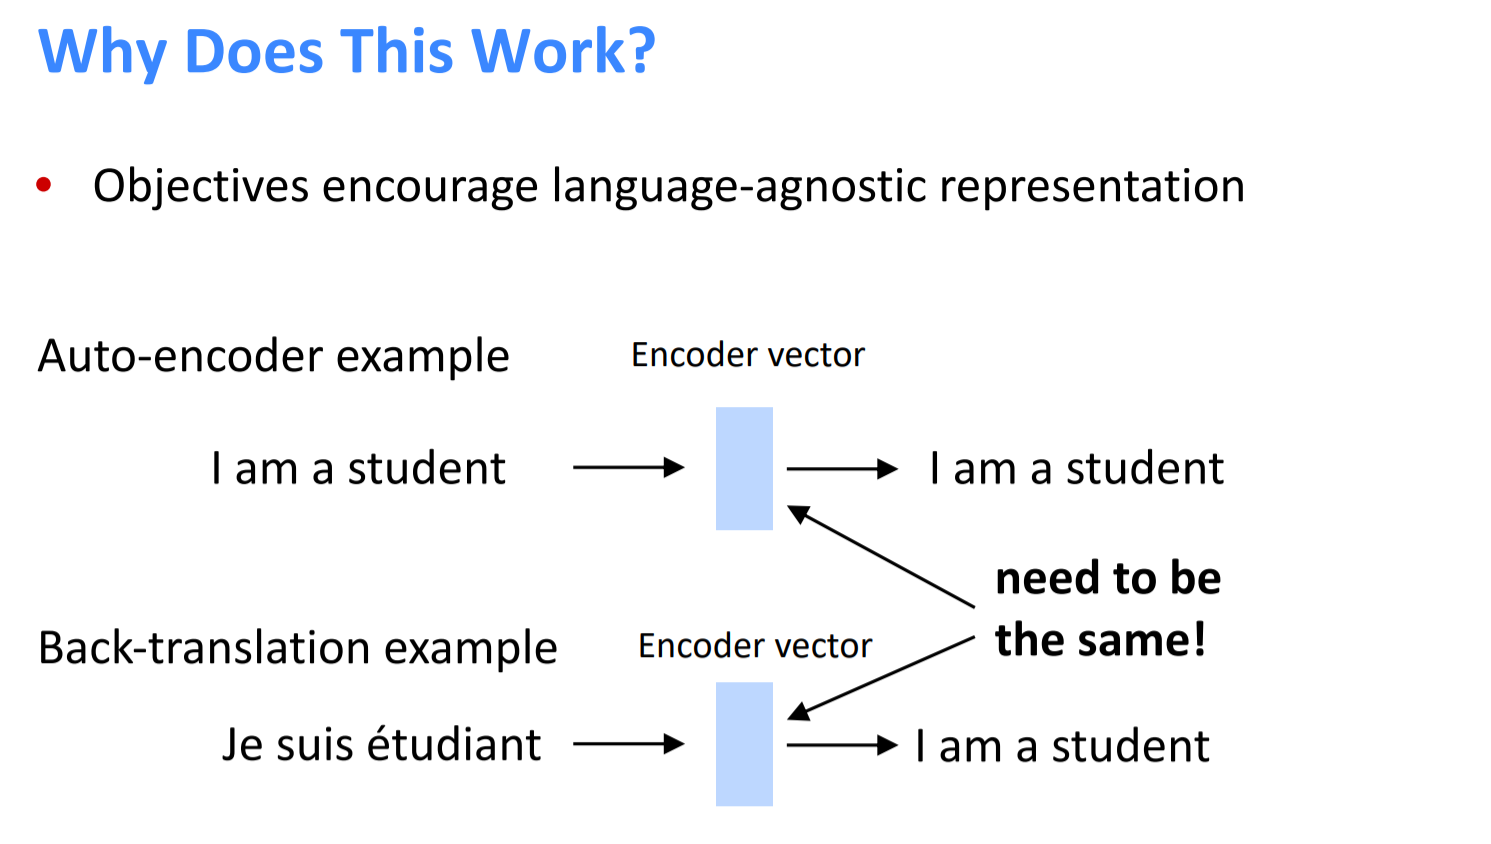 Why Does This Work?
• Objectives encourage language-agnostic representation
Auto-encoder example
Encoder vector
I am a student
I am a student
need to be
the same!
Back-translation example
Encoder vector
Je suis étudiant
I am a student